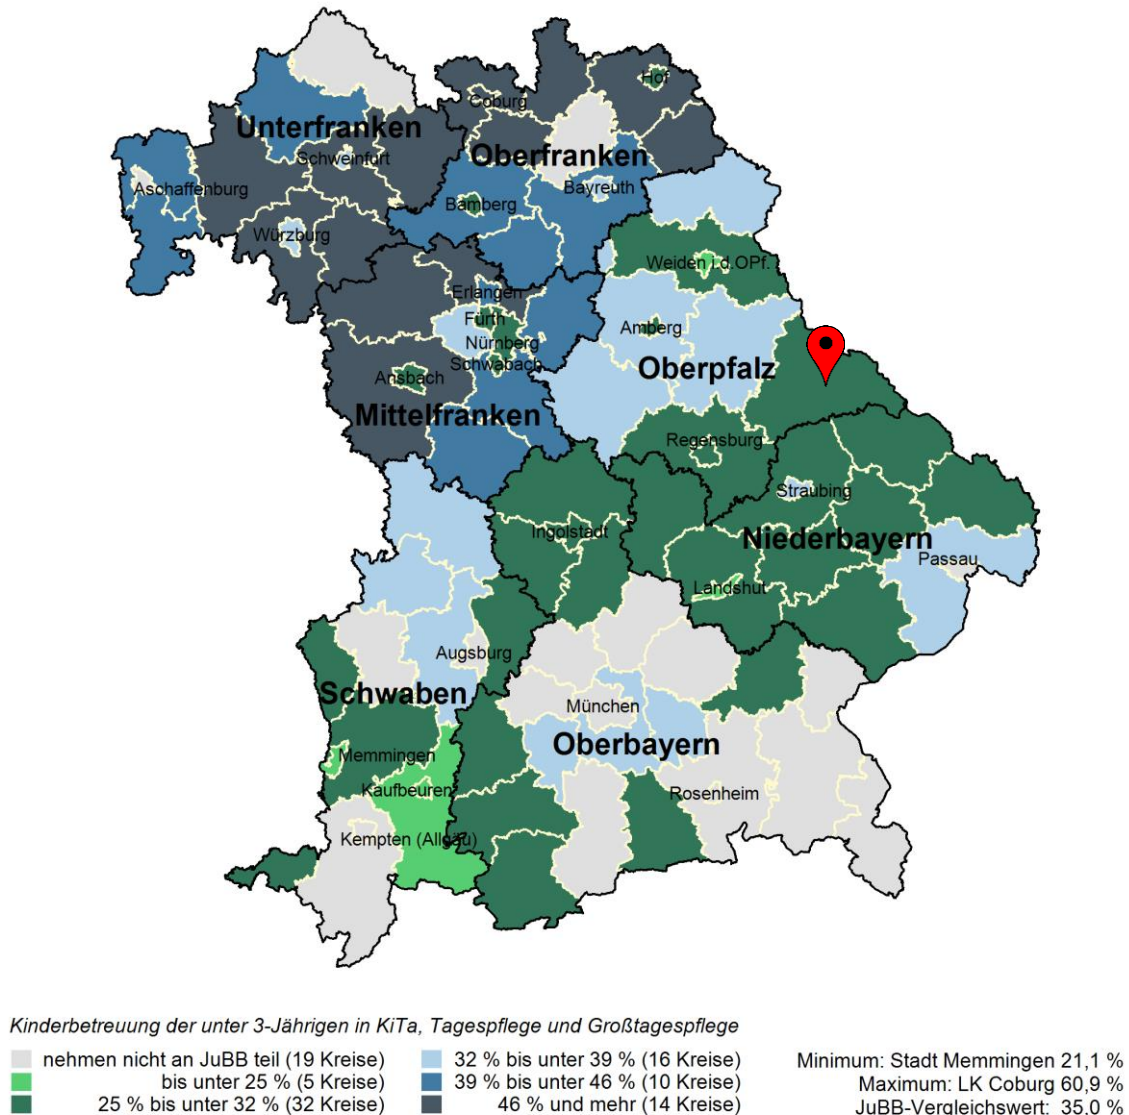 Hof
Coburg
Unterfranken
Schweinfurt
Oberfranken
Aschaffenburg
Bayreuth
Bamberg
Würzburg
Weiden i.d.OPf.
Erlangen
Fürth
Amberg
Nürnberg
Schwabach
Oberpfalz
Ansbach
Mittelfranken
Regensburg
Straubing
Ingolstadt
Niederbayern
Passau
Landshut
Augsburg
Schwaben
München
Oberbayern
Memmingen
Kaufbeuren
Rosenheim
Kempten (Allgäu)
Kinderbetreuung der unter 3-Jährigen in KiTa, Tagespflege und Großtagespflege
nehmen nicht an JuBB teil (19 Kreise)
bis unter 25 % (5 Kreise)
25 % bis unter 32 % (32 Kreise)
32 % bis unter 39 % (16 Kreise)
39 % bis unter 46 % (10 Kreise)
46 % und mehr (14 Kreise)
Minimum: Stadt Memmingen 21,1 %
Maximum: LK Coburg 60,9 %
JuBB-Vergleichswert: 35,0 %